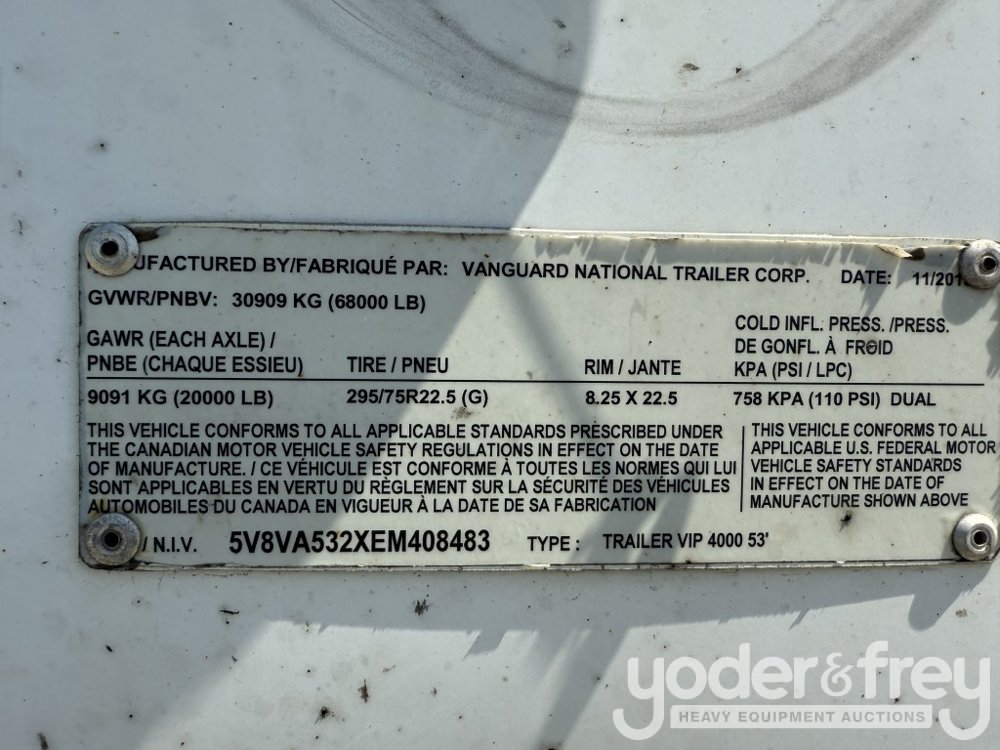 MANUFACTURED BY/FABRIQUÉ PAR: VANGUARD NATIONAL TRAILER CORP. DATE: 11/201
GVWR/PNBV: 30909 KG (68000 LB)
GAWR (EACH AXLE) /
PNBE (CHAQUE ESSIEU) TIRE / PNEU RIM / JANTE
COLD INFL. PRESS. /PRESS.
DE GONFL. À FROID
KPA (PSI / LPC)
9091 KG (20000 LB) 295/75R22.5 (G) 8.25 X 22.5 758 KPA (110 PSI) DUAL
THIS VEHICLE CONFORMS TO ALL APPLICABLE STANDARDS PRESCRIBED UNDER
THE CANADIAN MOTOR VEHICLE SAFETY REGULATIONS IN EFFECT ON THE DATE
OF MANUFACTURE. / CE VÉHICULE EST CONFORME À TOUTES LES NORMES QUI LUI
SONT APPLICABLES EN VERTU DU RÈGLEMENT SUR LA SÉCURITÉ DES VÉHICULES
AUTOMOBILES DU CANADA EN VIGUEUR À LA DATE DE SA FABRICATION
THIS VEHICLE CONFORMS TO ALL
APPLICABLE U.S. FEDERAL MOTOR
VEHICLE SAFETY STANDARDS
IN EFFECT ON THE DATE OF
MANUFACTURE SHOWN ABOVE
/ N.I.V. 5V8VA532XEM408483 TYPE : TRAILER VIP 4000 53'
yoder&frey
HEAVY EQUIPMENT AUCTIONS